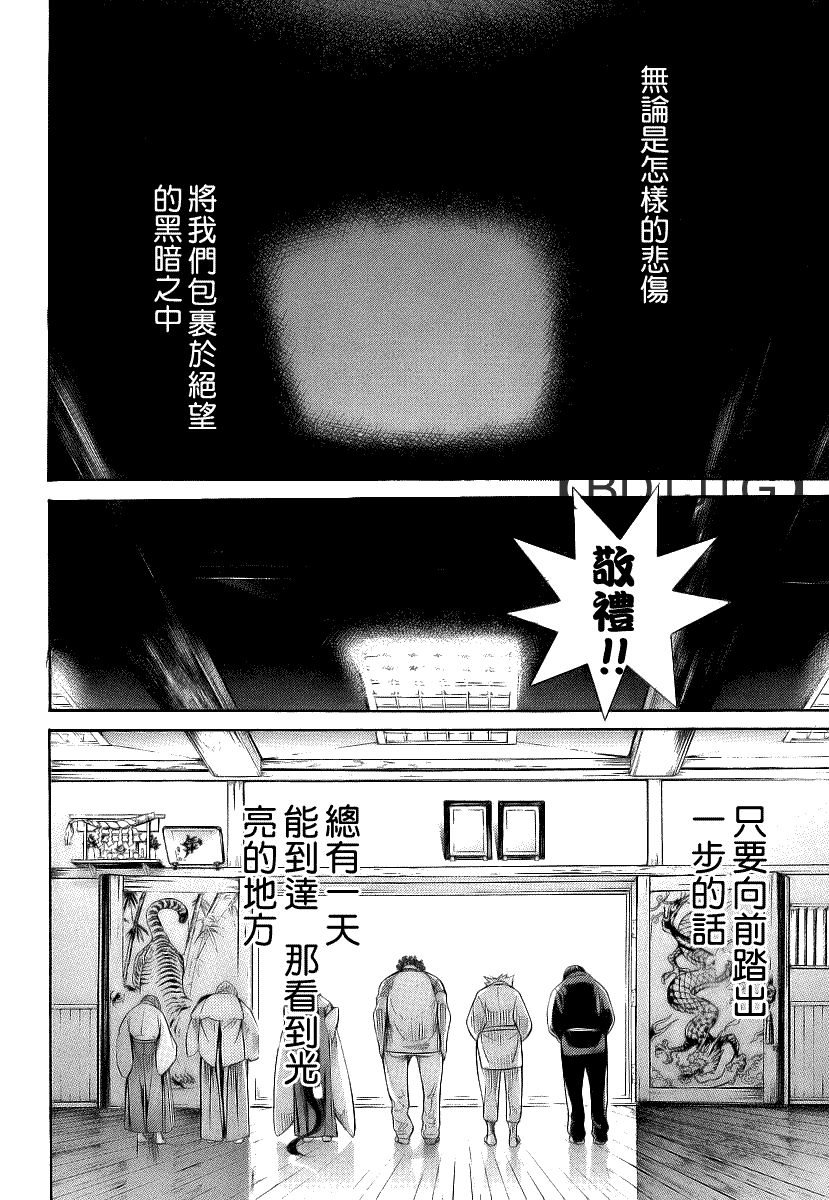 無論是怎樣的悲傷
將我們包裹於絕望
的黑暗之中
敬禮!!
只要向前踏出
一步的話
總有一天
能到達 那看到光
亮的地方